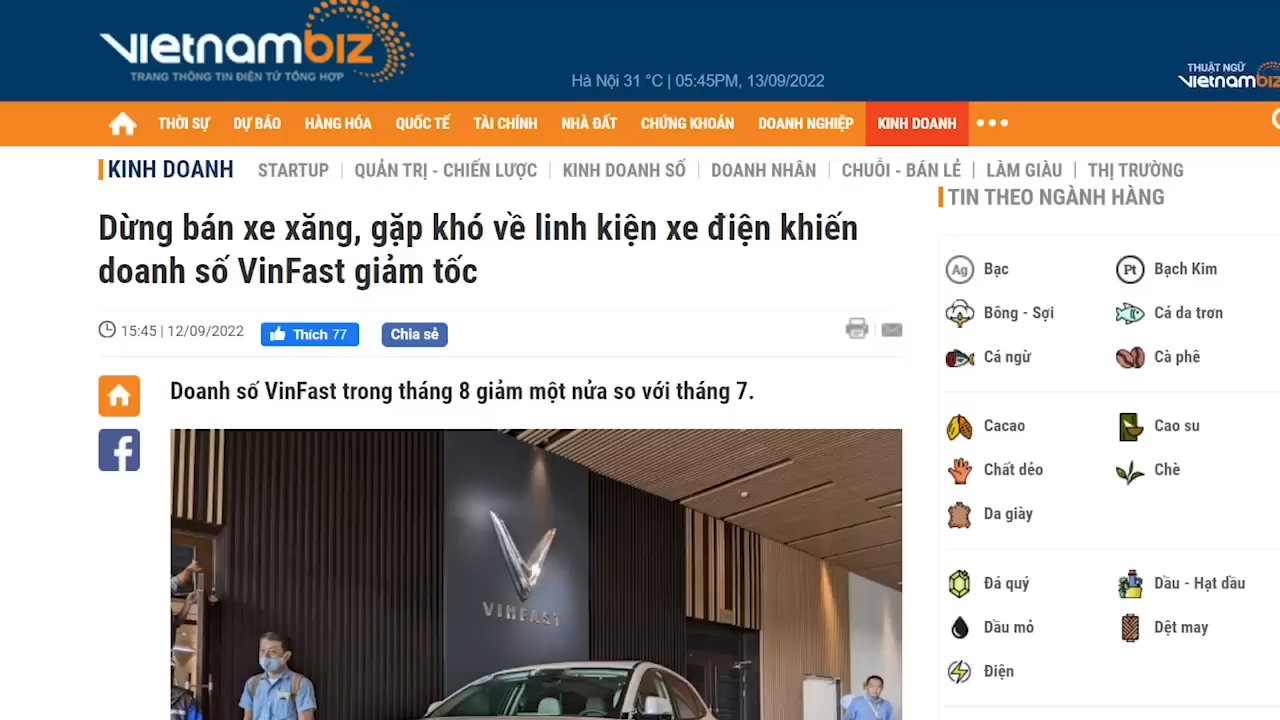 VIETNAMBIZ
TRANG THÔNG TIN ĐIỆN TỬ TỔNG HỢP
Hà Nội 31 °C | 05:45PM, 13/09/2022
THUẬT NGỮ
VIETNAMBIZ
THỜI SỰ DỰ BÁO HÀNG HÓA QUỐC TẾ TÀI CHÍNH NHÀ ĐẤT CHỨNG KHOÁN DOANH NGHIỆP KINH DOANH
KINH DOANH STARTUP | QUẢN TRỊ - CHIẾN LƯỢC | KINH DOANH SỐ | DOANH NHÂN | CHUỖI - BÁN LẺ | LÀM GIÀU | THỊ TRƯỜNG
TIN THEO NGÀNH HÀNG
Dừng bán xe xăng, gặp khó về linh kiện xe điện khiến
doanh số VinFast giảm tốc
15:45 | 12/09/2022 Thích 77 Chia sẻ
Doanh số VinFast trong tháng 8 giảm một nửa so với tháng 7.
VINFAST
Ag Bạc Pt Bạch Kim
Bông - Sợi Cá da trơn
Cá ngừ Cà phê
Cacao Cao su
Chất dẻo Chè
Da giày
Đá quý Dầu - Hạt dầu
Dầu mỏ Dệt may
Điện